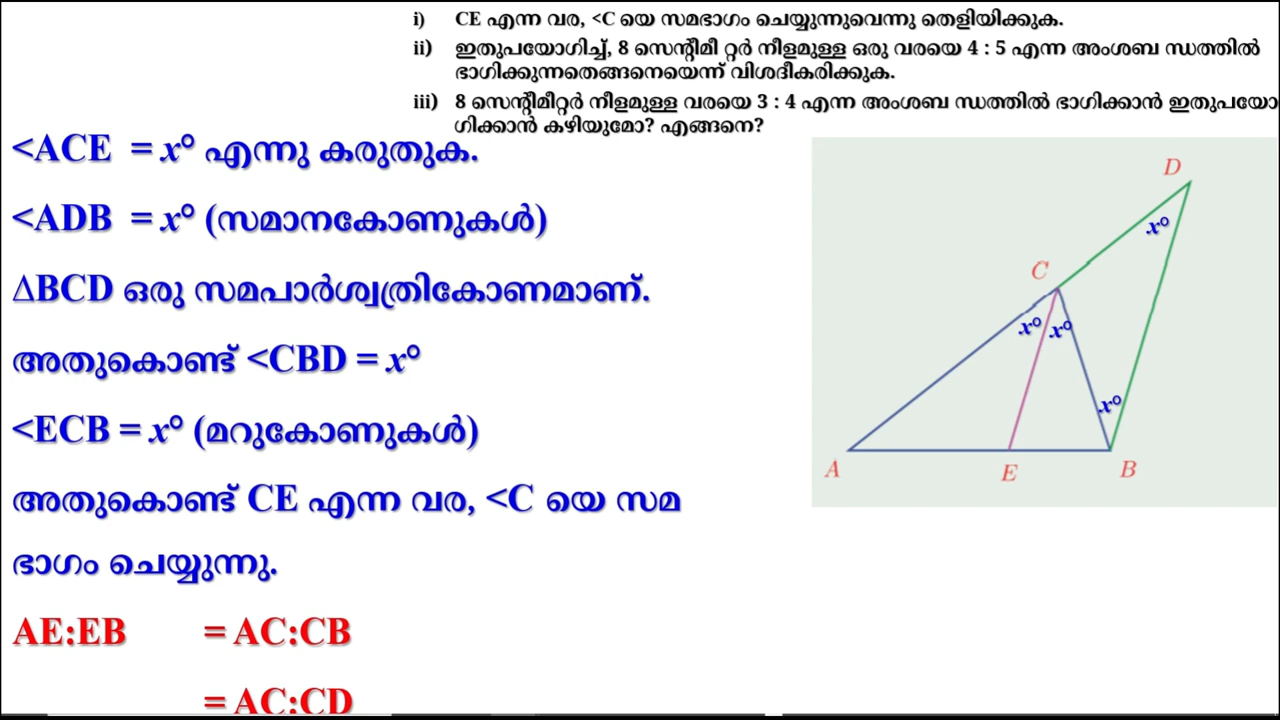 i) CE എന്ന വര, <C യെ സമഭാഗം ചെയ്യുന്നുവെന്നു തെളിയിക്കുക.
ii) ഇതുപയോഗിച്ച്, 8 സെന്റീമീ റ്റർ നീളമുള്ള ഒരു വരയെ 4 : 5 എന്ന അംശബ ന്ധത്തിൽ
ഭാഗിക്കുന്നതെങ്ങനെയെന്ന് വിശദീകരിക്കുക.
iii) 8 സെന്റീമീറ്റർ നീളമുള്ള വരയെ 3 : 4 എന്ന അംശബ ന്ധത്തിൽ ഭാഗിക്കാൻ ഇതുപയോ
ഗിക്കാൻ കഴിയുമോ? എങ്ങനെ?
<ACE = x° എന്നു കരുതുക.
<ADB = x° (സമാനകോണുകൾ)
∆BCD ഒരു സമപാർശ്വത്രികോണമാണ്.
അതുകൊണ്ട് <CBD = x°
<ECB = x° (മറുകോണുകൾ)
അതുകൊണ്ട് CE എന്ന വര, <C യെ സമ
ഭാഗം ചെയ്യുന്നു.
AE:EB = AC:CB
= AC:CD
D
x°
C
x° x°
x°
A E B